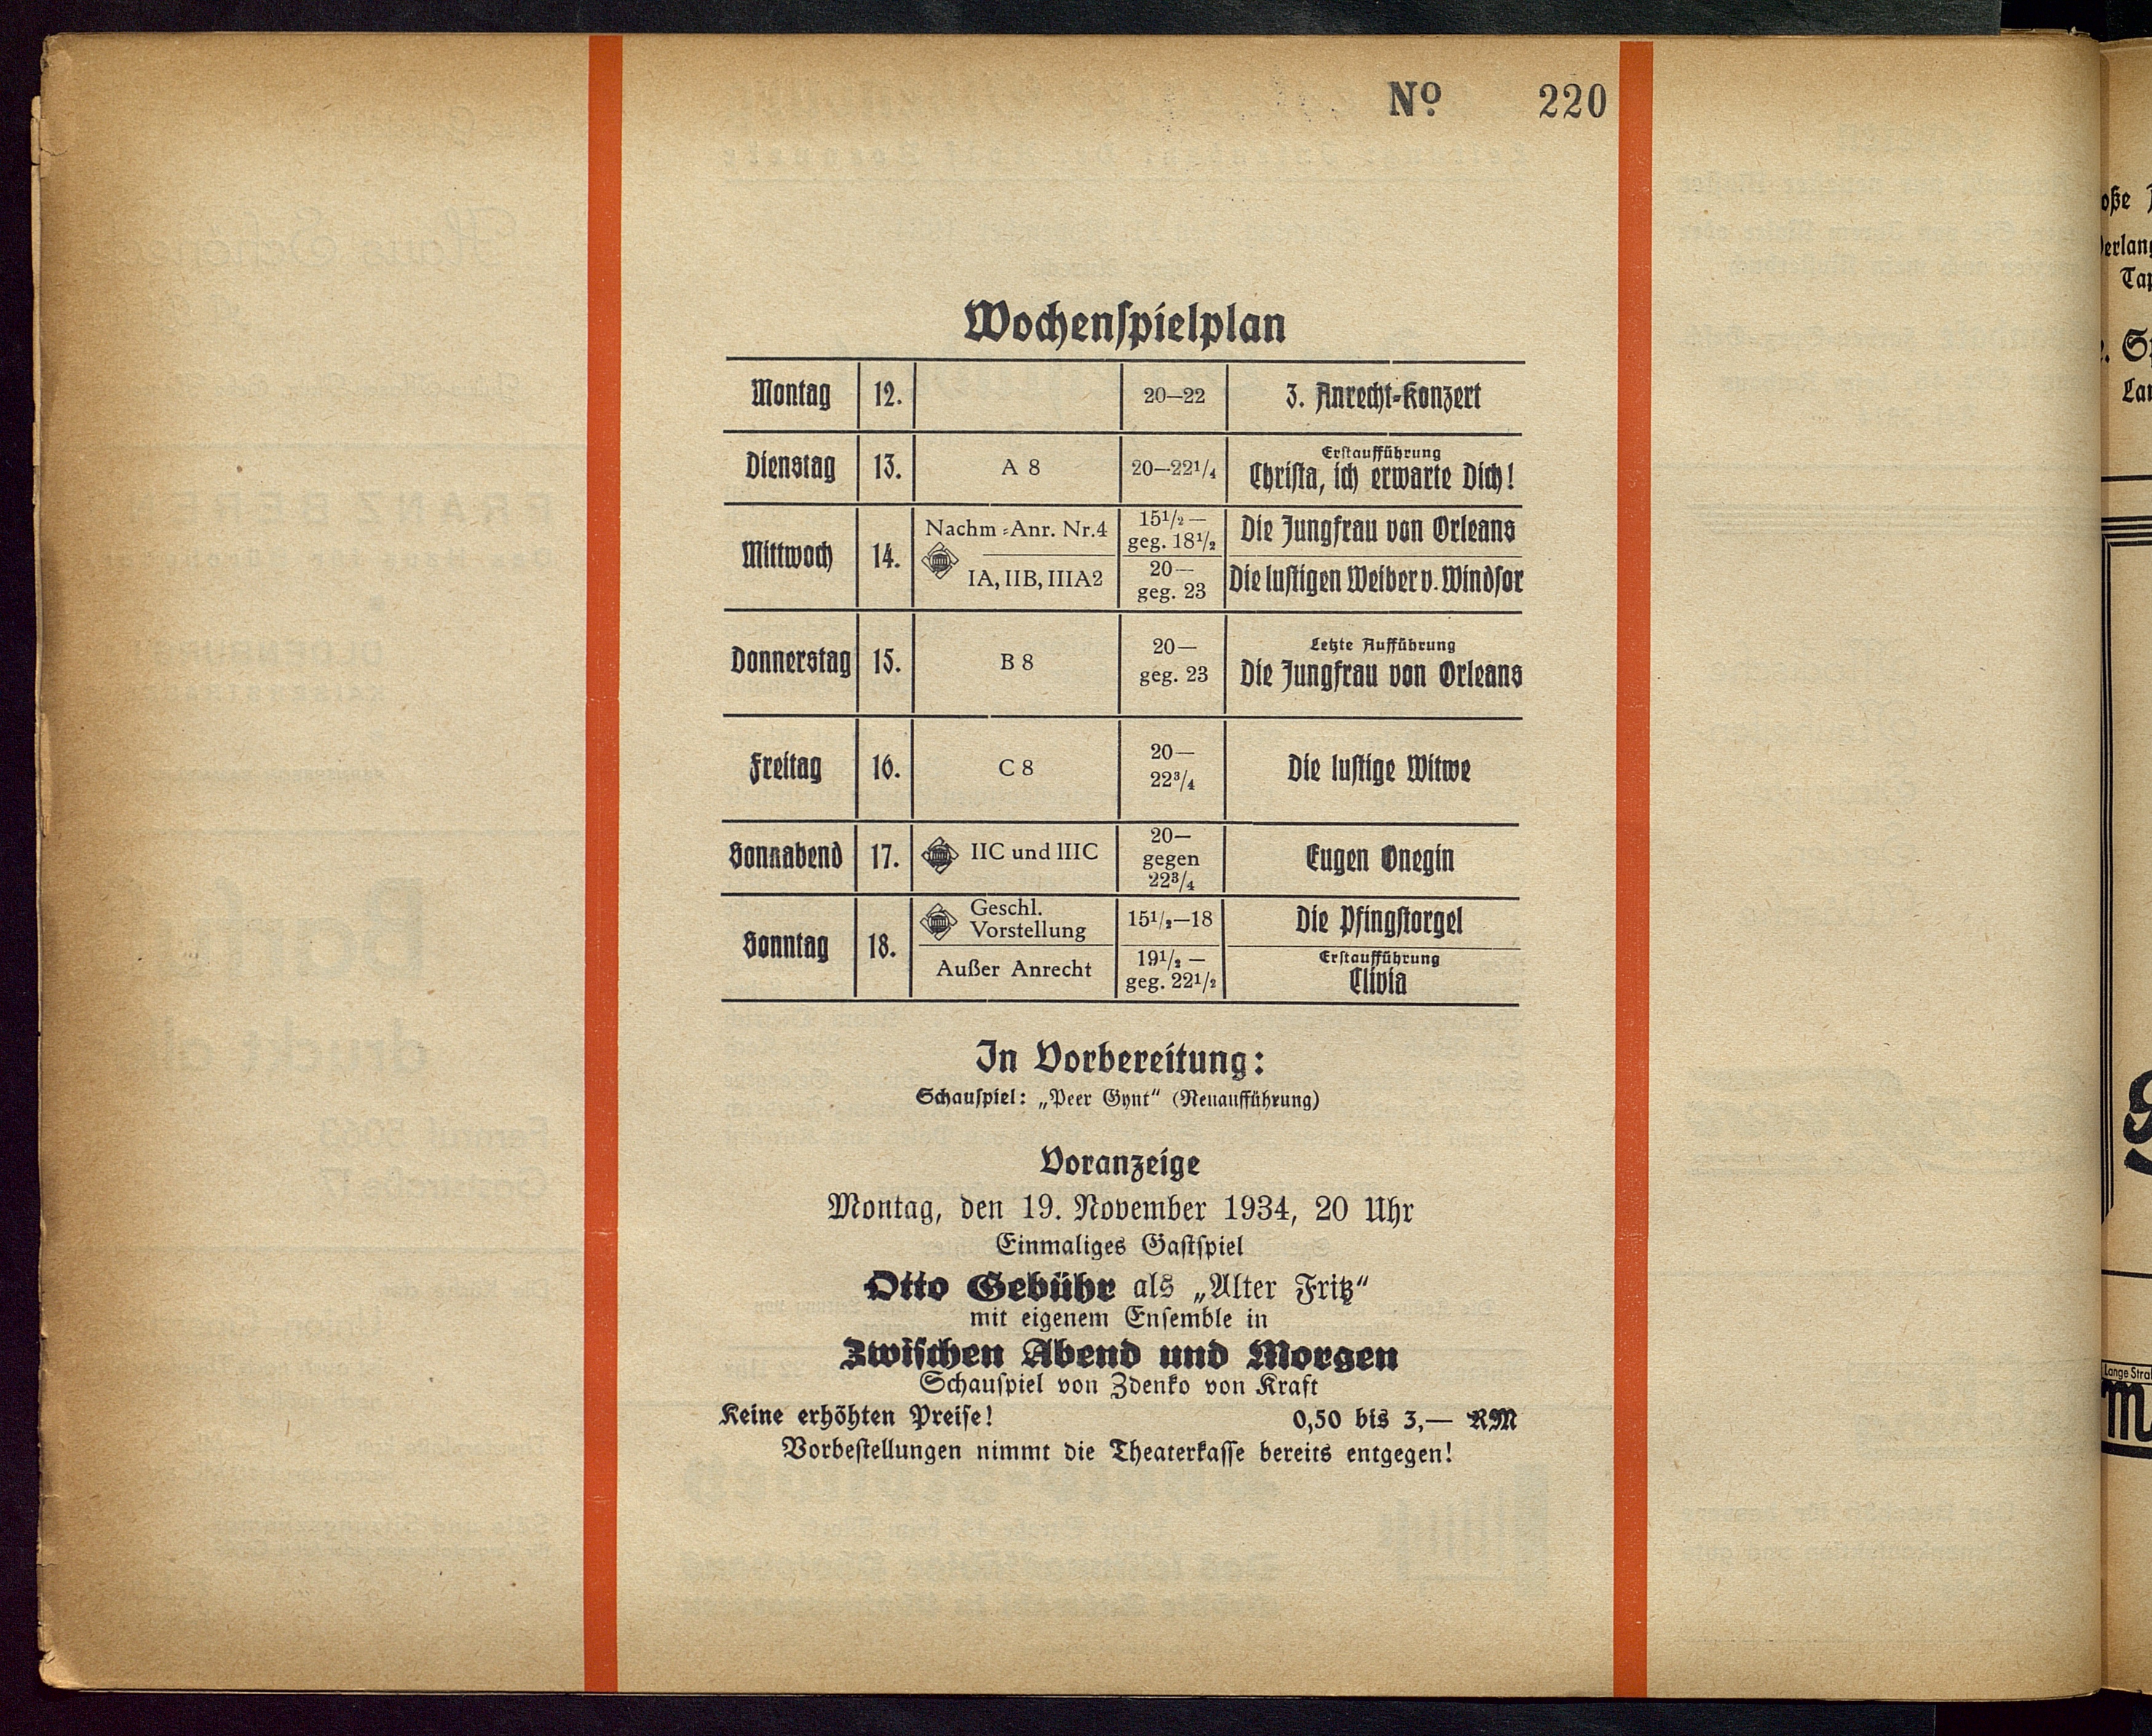 No 220
Wochenspielplan
Montag 12. 20—22 3. Anrecht-Konzert
Dienstag 13. A 8 20—22¹/₄ Erstaufführung
Christa, ich erwarte Dich!
Mittwoch 14. Nachm.-Anr. Nr. 4 15¹/₂— geg. 18¹/₂ Die Jungfrau von Orleans
IA, IIB, IIIA2 20— geg. 23 Die lustigen Weiber v. Windsor
Donnerstag 15. B 8 20— geg. 23 Letzte Aufführung
Die Jungfrau von Orleans
Freitag 16. C 8 20— 22³/₄ Die lustige Witwe
Sonnabend 17. IIC und IIIC 20— gegen 22³/₄ Eugen Onegin
Sonntag 18. Geschl. Vorstellung 15¹/₂—18 Die Pfingstorgel
Außer Anrecht 19¹/₂— geg. 22¹/₂ Erstaufführung
Clivia
In Vorbereitung:
Schauspiel: „Peer Gynt“ (Neuaufführung)
Voranzeige
Montag, den 19. November 1934, 20 Uhr
Einmaliges Gastspiel
Otto Gebühr als „Alter Fritz“
mit eigenem Ensemble in
Zwischen Abend und Morgen
Schauspiel von Zdenko von Kraft
Keine erhöhten Preise! 0,50 bis 3,— RM
Vorbestellungen nimmt die Theaterkasse bereits entgegen!